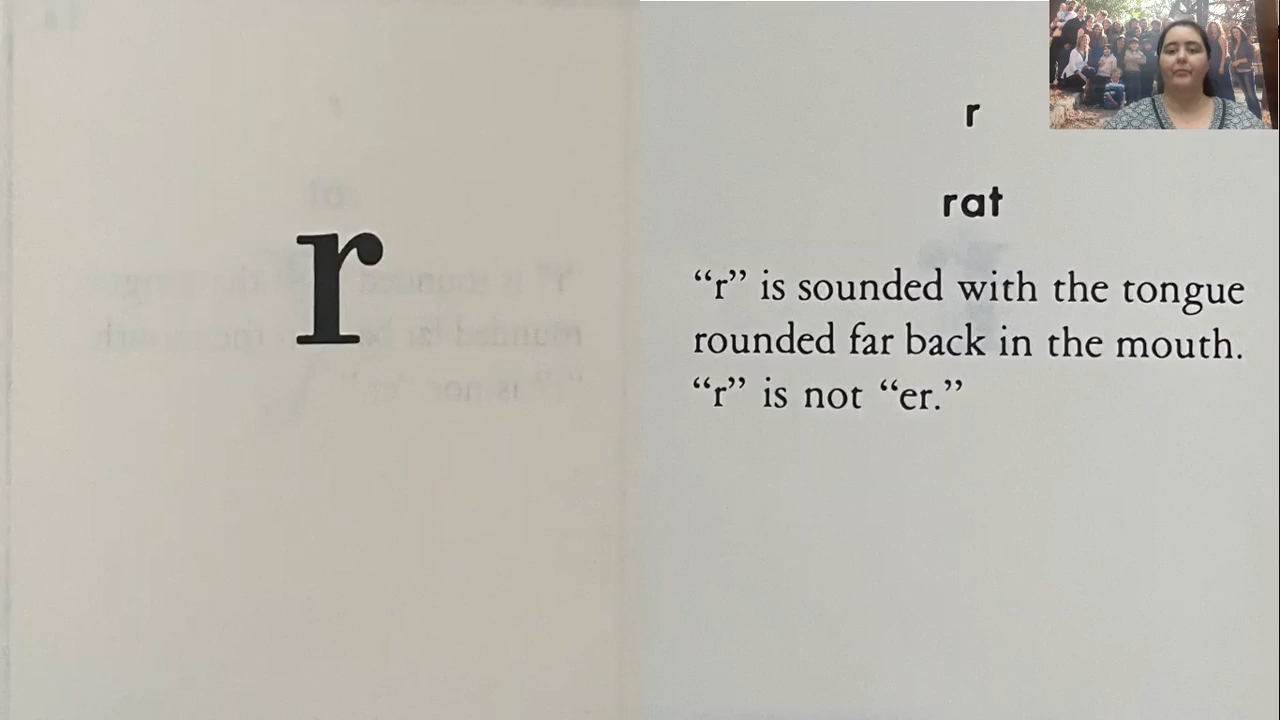 r
r
rat
“r” is sounded with the tongue
rounded far back in the mouth.
“r” is not “er.”